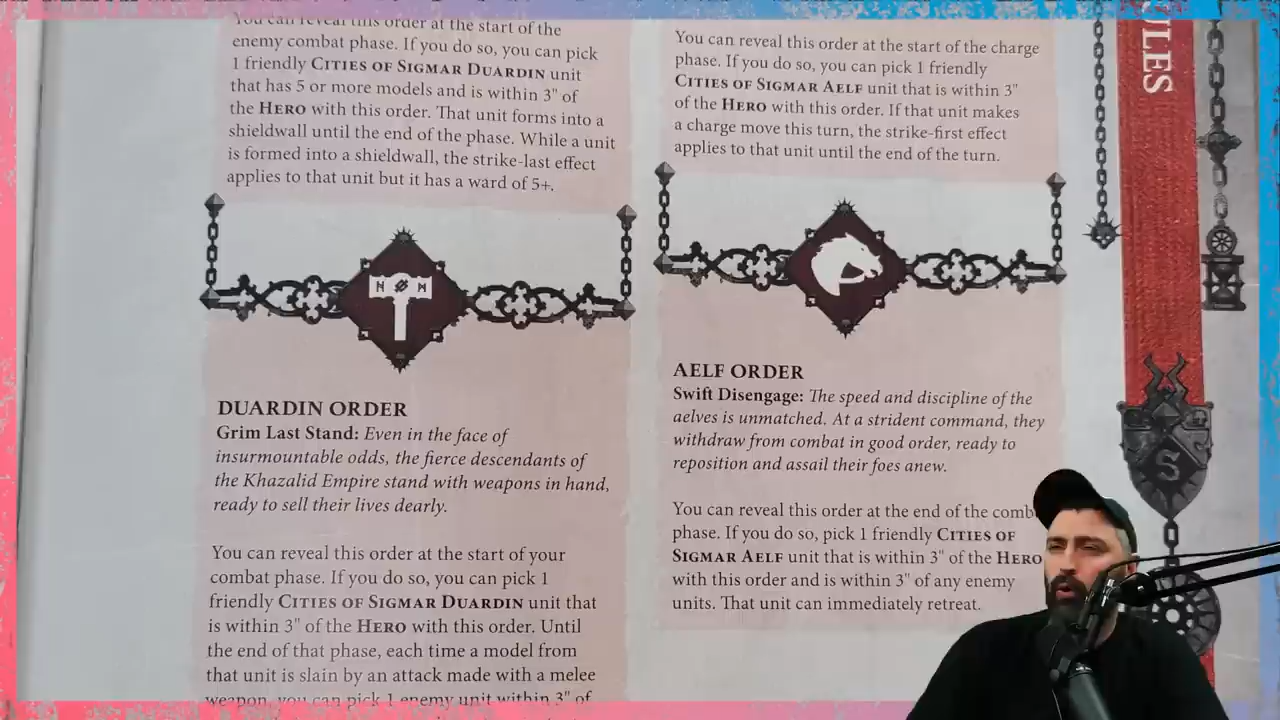 You can reveal this order at the start of the
enemy combat phase. If you do so, you can pick
1 friendly CITIES OF SIGMAR DUARDIN unit
that has 5 or more models and is within 3" of
the HERO with this order. That unit forms into a
shieldwall until the end of the phase. While a unit
is formed into a shieldwall, the strike-last effect
applies to that unit but it has a ward of 5+.
DUARDIN ORDER
Grim Last Stand: Even in the face of
insurmountable odds, the fierce descendants of
the Khazalid Empire stand with weapons in hand,
ready to sell their lives dearly.
You can reveal this order at the start of your
combat phase. If you do so, you can pick 1
friendly CITIES OF SIGMAR DUARDIN unit that
is within 3" of the HERO with this order. Until
the end of that phase, each time a model from
that unit is slain by an attack made with a melee
weapon, you can pick 1 enemy unit within 3" of
You can reveal this order at the start of the charge
phase. If you do so, you can pick 1 friendly
CITIES OF SIGMAR AELF unit that is within 3"
of the HERO with this order. If that unit makes
a charge move this turn, the strike-first effect
applies to that unit until the end of the turn.
AELF ORDER
Swift Disengage: The speed and discipline of the
aelves is unmatched. At a strident command, they
withdraw from combat in good order, ready to
reposition and assail their foes anew.
You can reveal this order at the end of the comb
phase. If you do so, pick 1 friendly CITIES OF
SIGMAR AELF unit that is within 3" of the HERO
with this order and is within 3" of any enemy
units. That unit can immediately retreat.
ULES
S